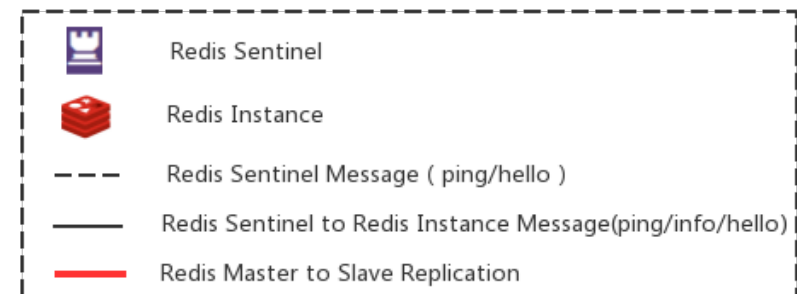 Redis Sentinel
Redis Instance
Redis Sentinel Message ( ping/hello )
Redis Sentinel to Redis Instance Message(ping/info/hello)
Redis Master to Slave Replication